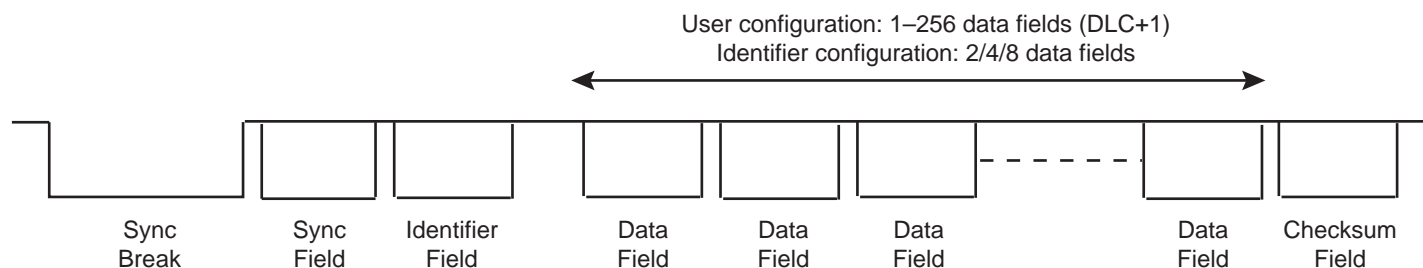 User configuration: 1–256 data fields (DLC+1)
Identifier configuration: 2/4/8 data fields
Sync
Break
Sync
Field
Identifier
Field
Data
Field
Data
Field
Data
Field
Data
Field
Checksum
Field